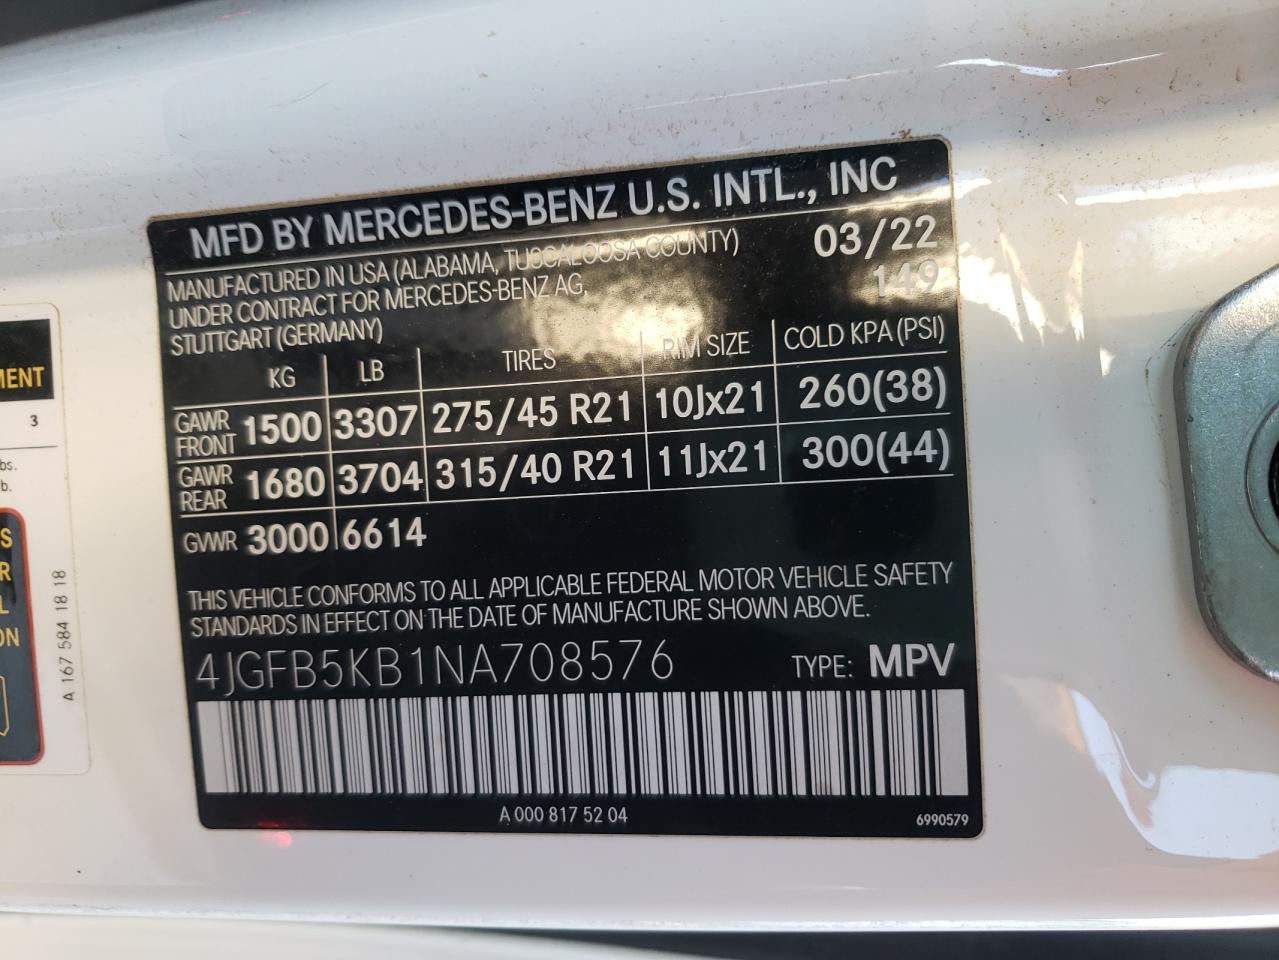 MFD BY MERCEDES-BENZ U.S. INTL., INC
MANUFACTURED IN USA (ALABAMA, TUSCALOOSA COUNTY) 03/22
UNDER CONTRACT FOR MERCEDES-BENZ AG, 149
STUTTGART (GERMANY)
KG LB TIRES RIM SIZE COLD KPA (PSI)
GAWR FRONT 1500 3307 275/45 R21 10Jx21 260(38)
GAWR REAR 1680 3704 315/40 R21 11Jx21 300(44)
GVWR 3000 6614
THIS VEHICLE CONFORMS TO ALL APPLICABLE FEDERAL MOTOR VEHICLE SAFETY
STANDARDS IN EFFECT ON THE DATE OF MANUFACTURE SHOWN ABOVE.
4JGFB5KB1NA708576 TYPE: MPV
A 000 817 52 04 6990579
3
A 167 584 18 18